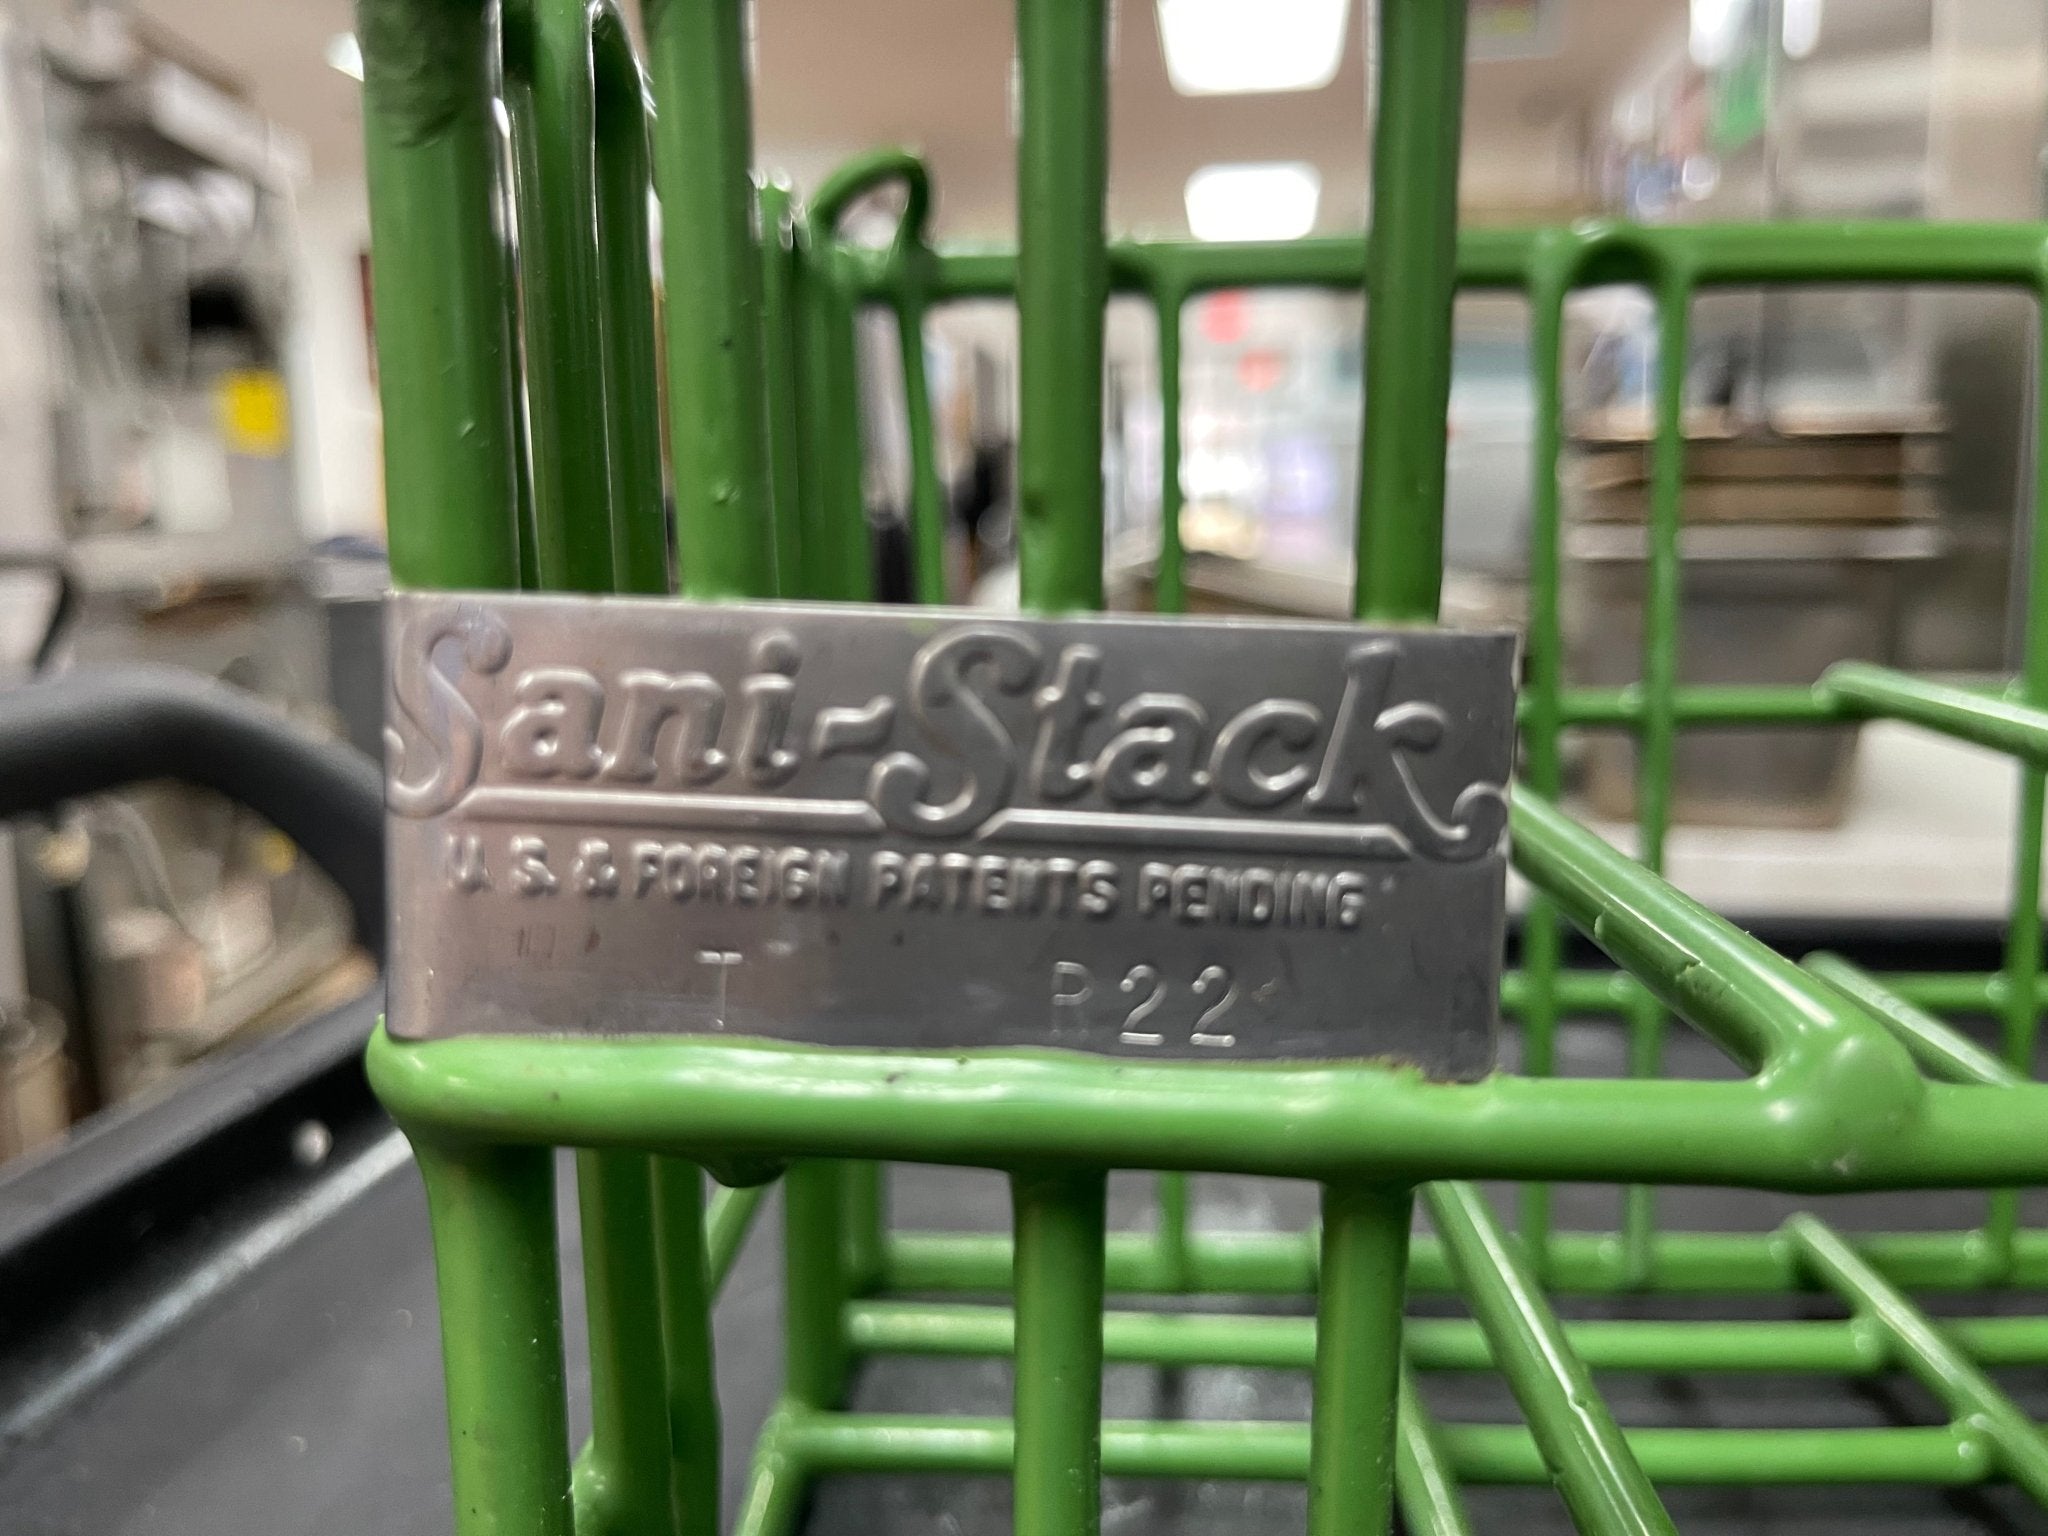 Sani-Stack
U. S. & FOREIGN PATENTS PENDING
T R22